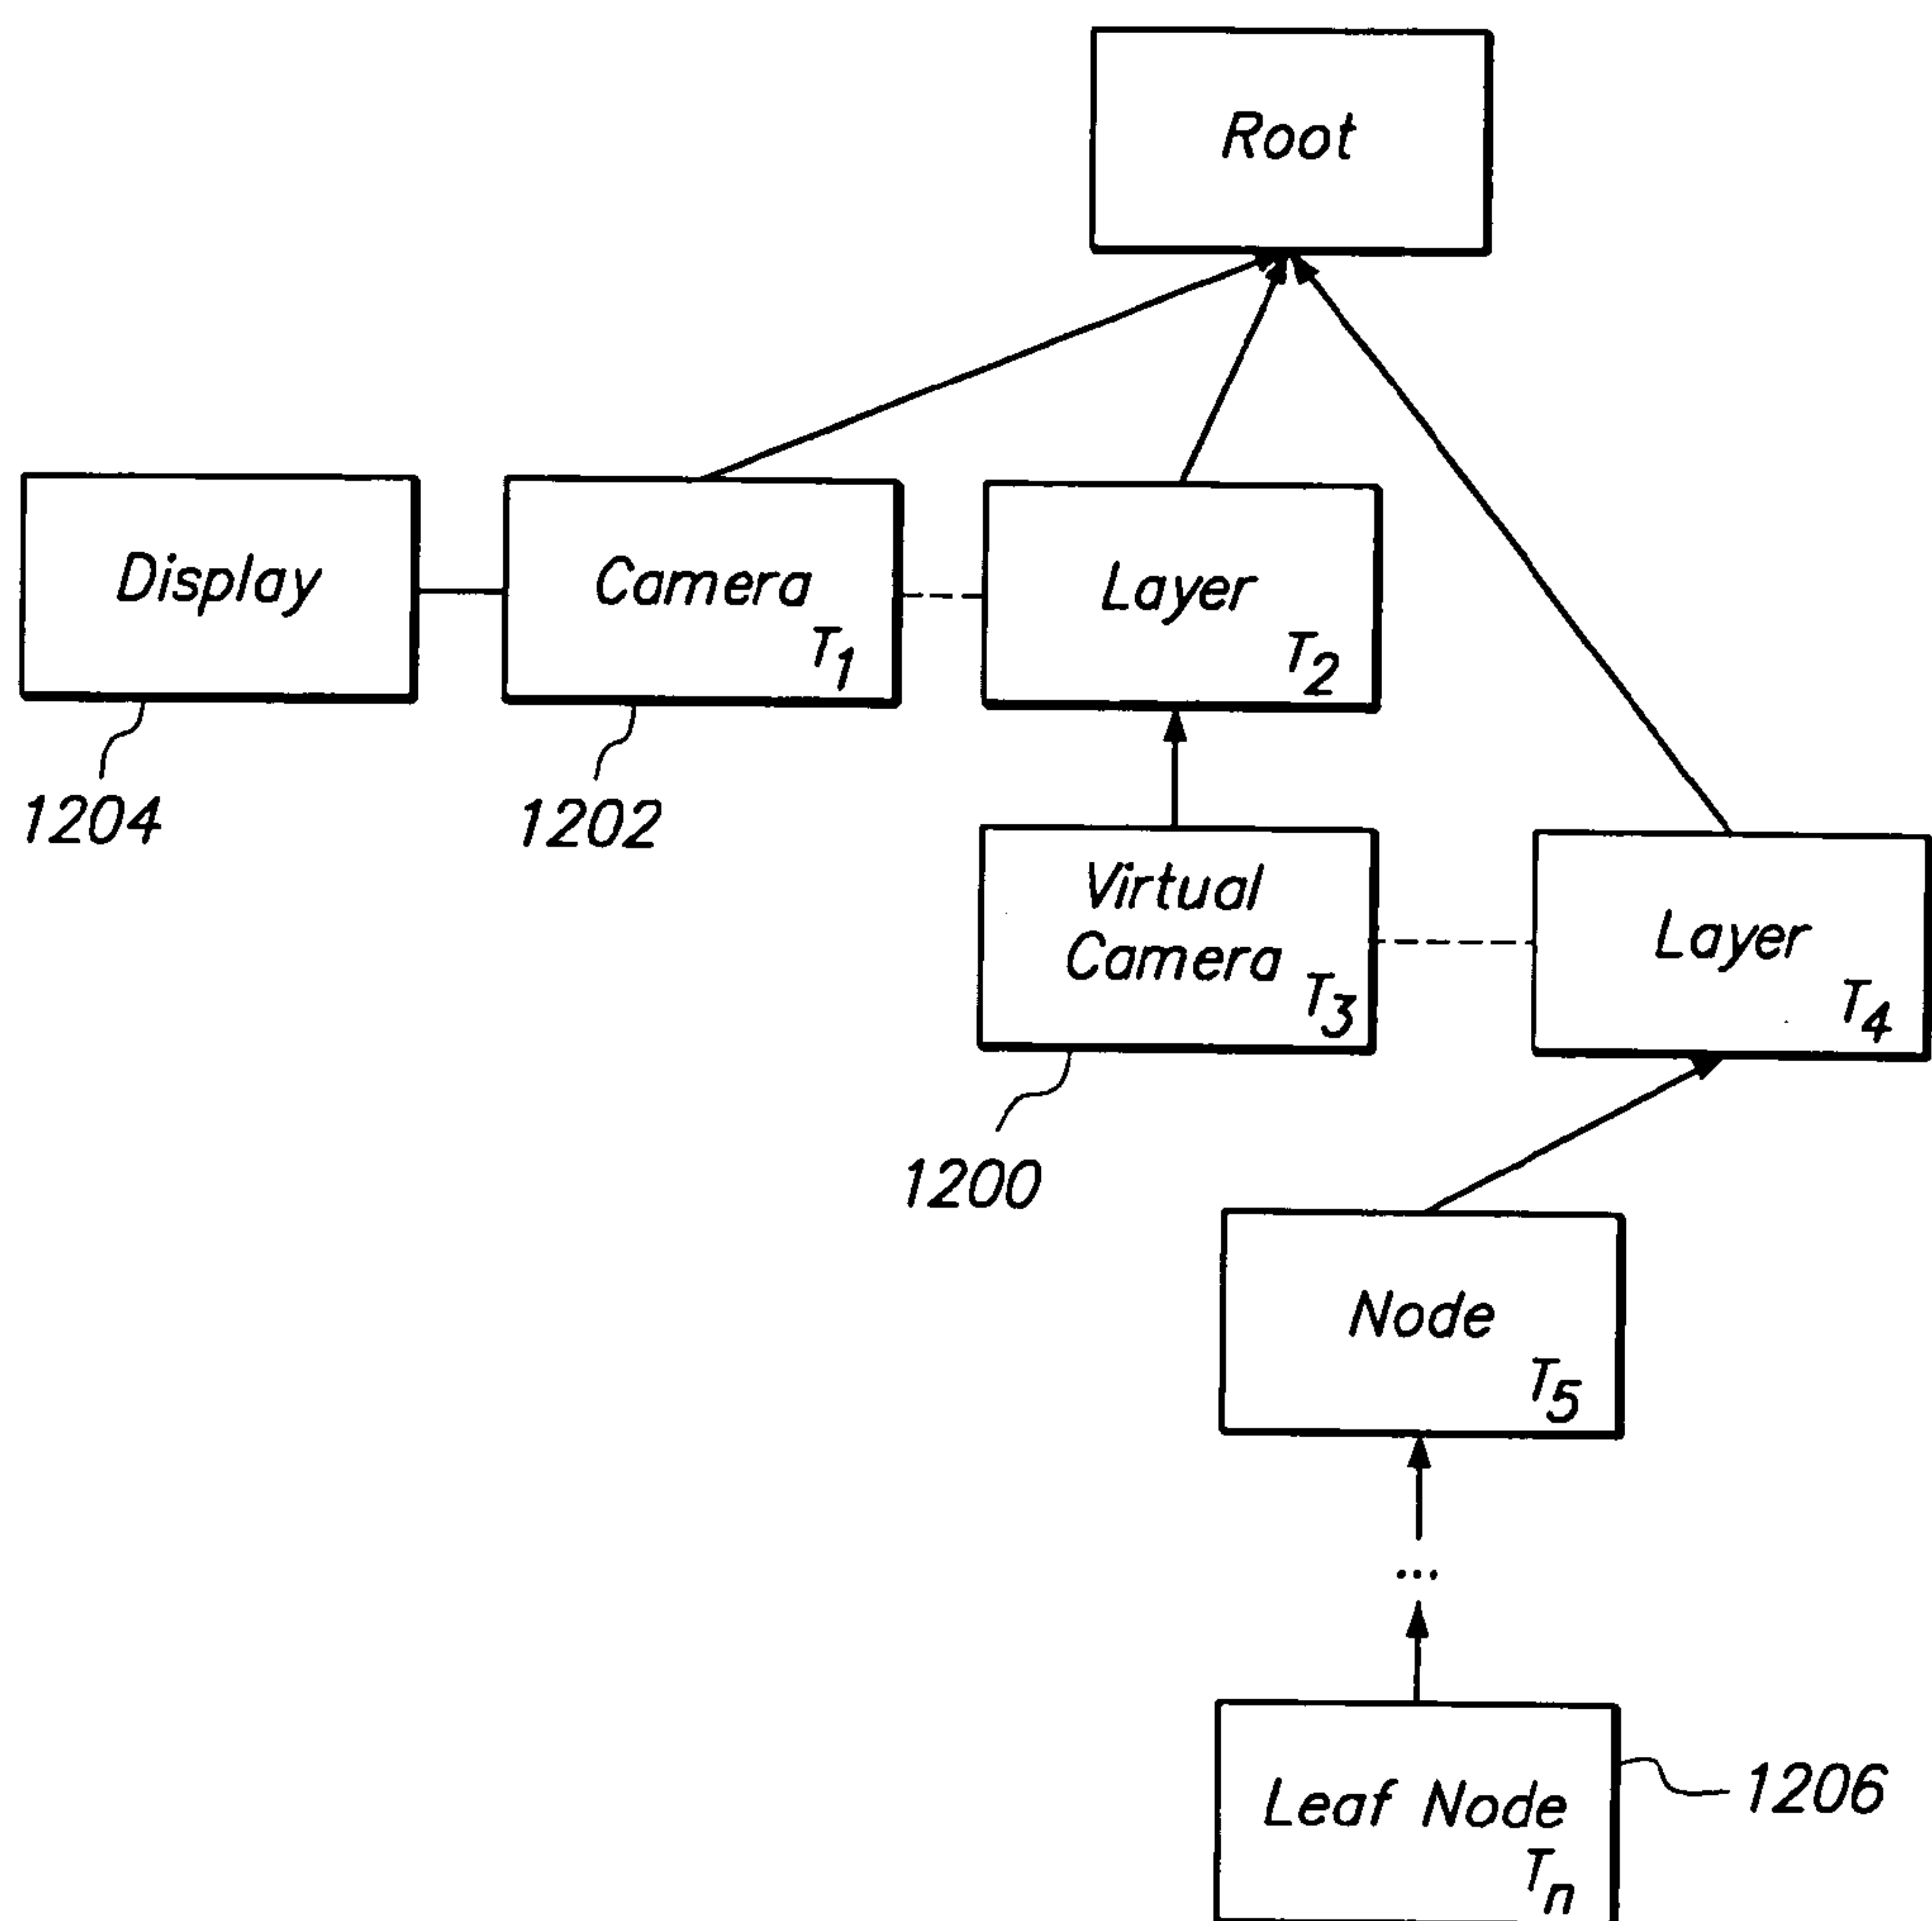 Root
Display
Camera
T1
Layer
T2
1204
1202
Virtual
Camera
T3
Layer
T4
1200
Node
T5
...
Leaf Node
Tn
1206